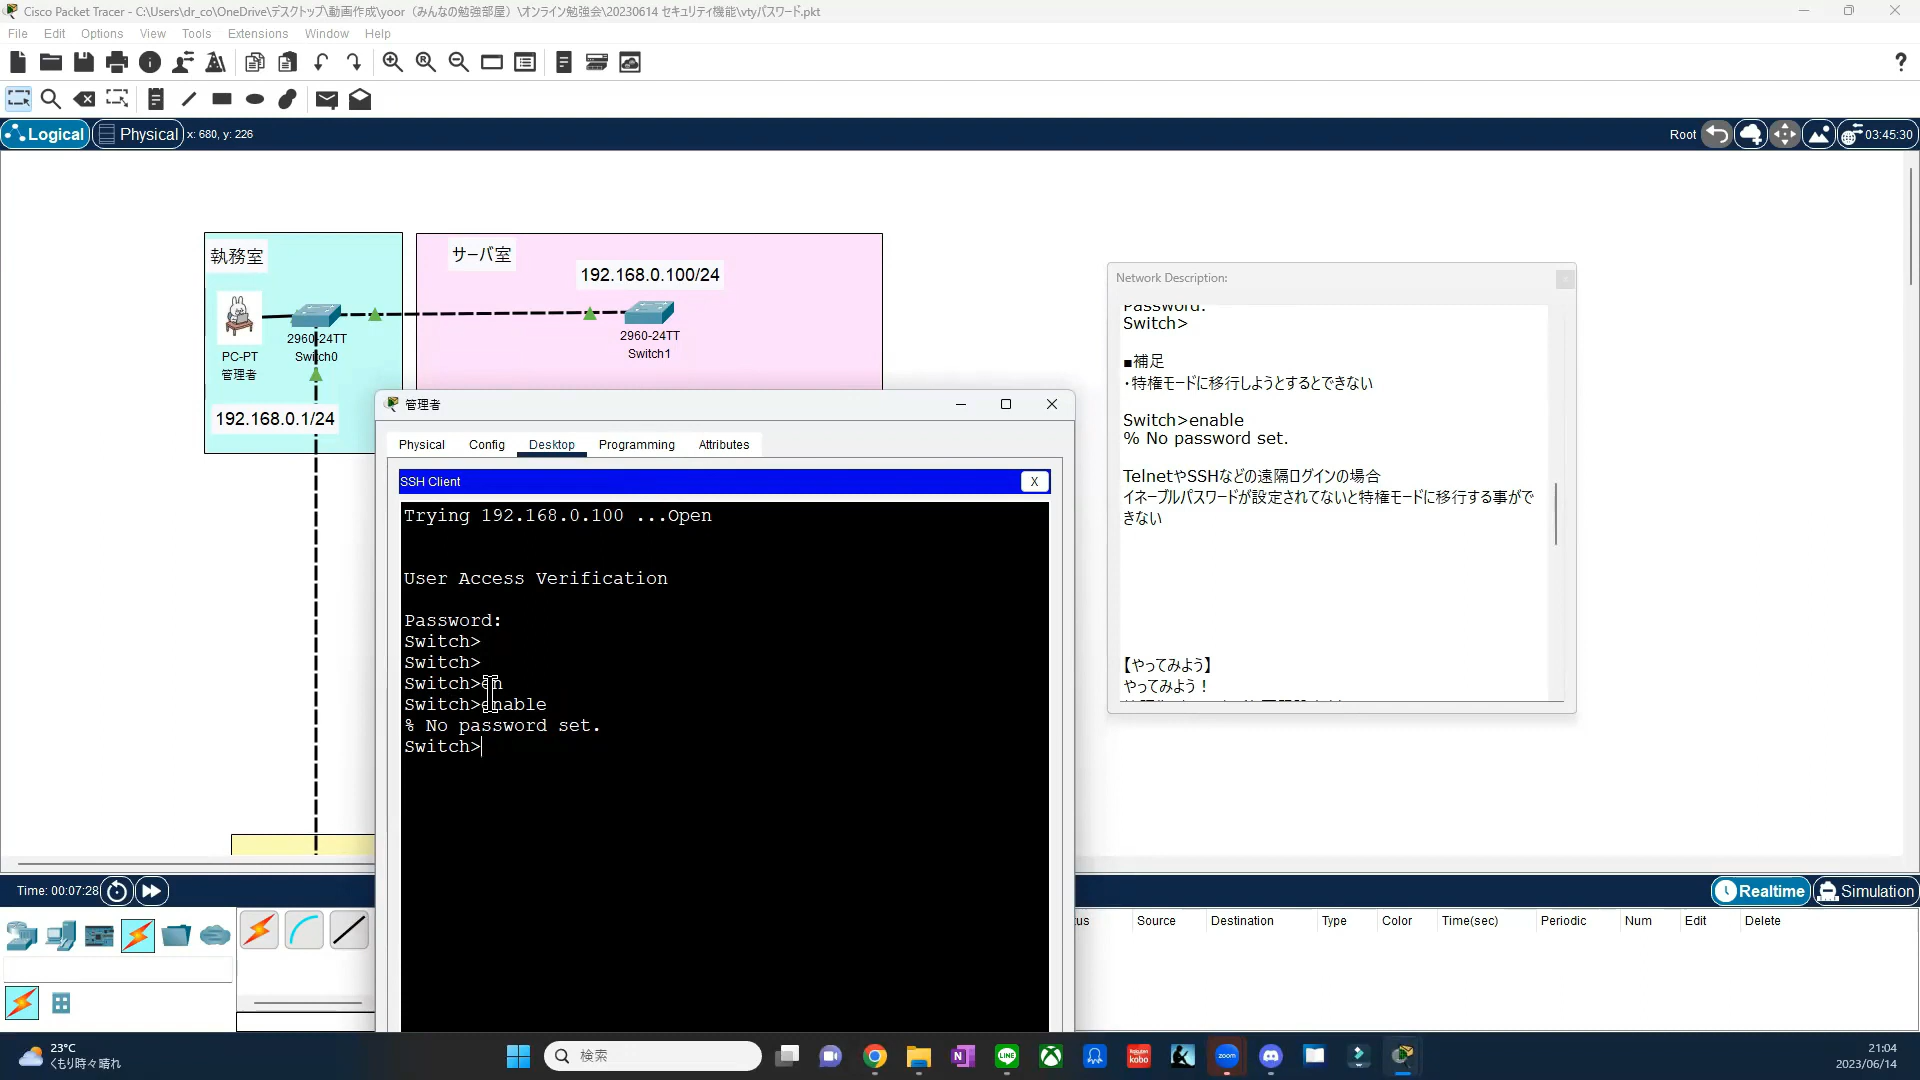 Cisco Packet Tracer - C:\Users\dr_co\OneDrive\デスクトップ\動画作成\yoor（みんなの勉強部屋）\オンライン勉強会\20230614 セキュリティ機能\vtyパスワード.pkt
File Edit Options View Tools Extensions Window Help
Logical Physical x: 680, y: 226 Root 03:45:30
執務室
サーバ室
192.168.0.100/24
PC-PT
管理者
2960-24TT
Switch0
2960-24TT
Switch1
192.168.0.1/24
管理者
Physical Config Desktop Programming Attributes
SSH Client X
Trying 192.168.0.100 ...Open
User Access Verification
Password:
Switch>
Switch>
Switch>en
Switch>enable
% No password set.
Switch>
Network Description:
Password:
Switch>
■補足
・特権モードに移行しようとするとできない
Switch>enable
% No password set.
TelnetやSSHなどの遠隔ログインの場合
イネーブルパスワードが設定されてないと特権モードに移行する事がで
きない
【やってみよう】
やってみよう！
Time: 00:07:28 Realtime Simulation
tus Source Destination Type Color Time(sec) Periodic Num Edit Delete
23°C
くもり時々晴れ
検索
N
LINE
Rakuten
kobo
zoom
21:04
2023/06/14